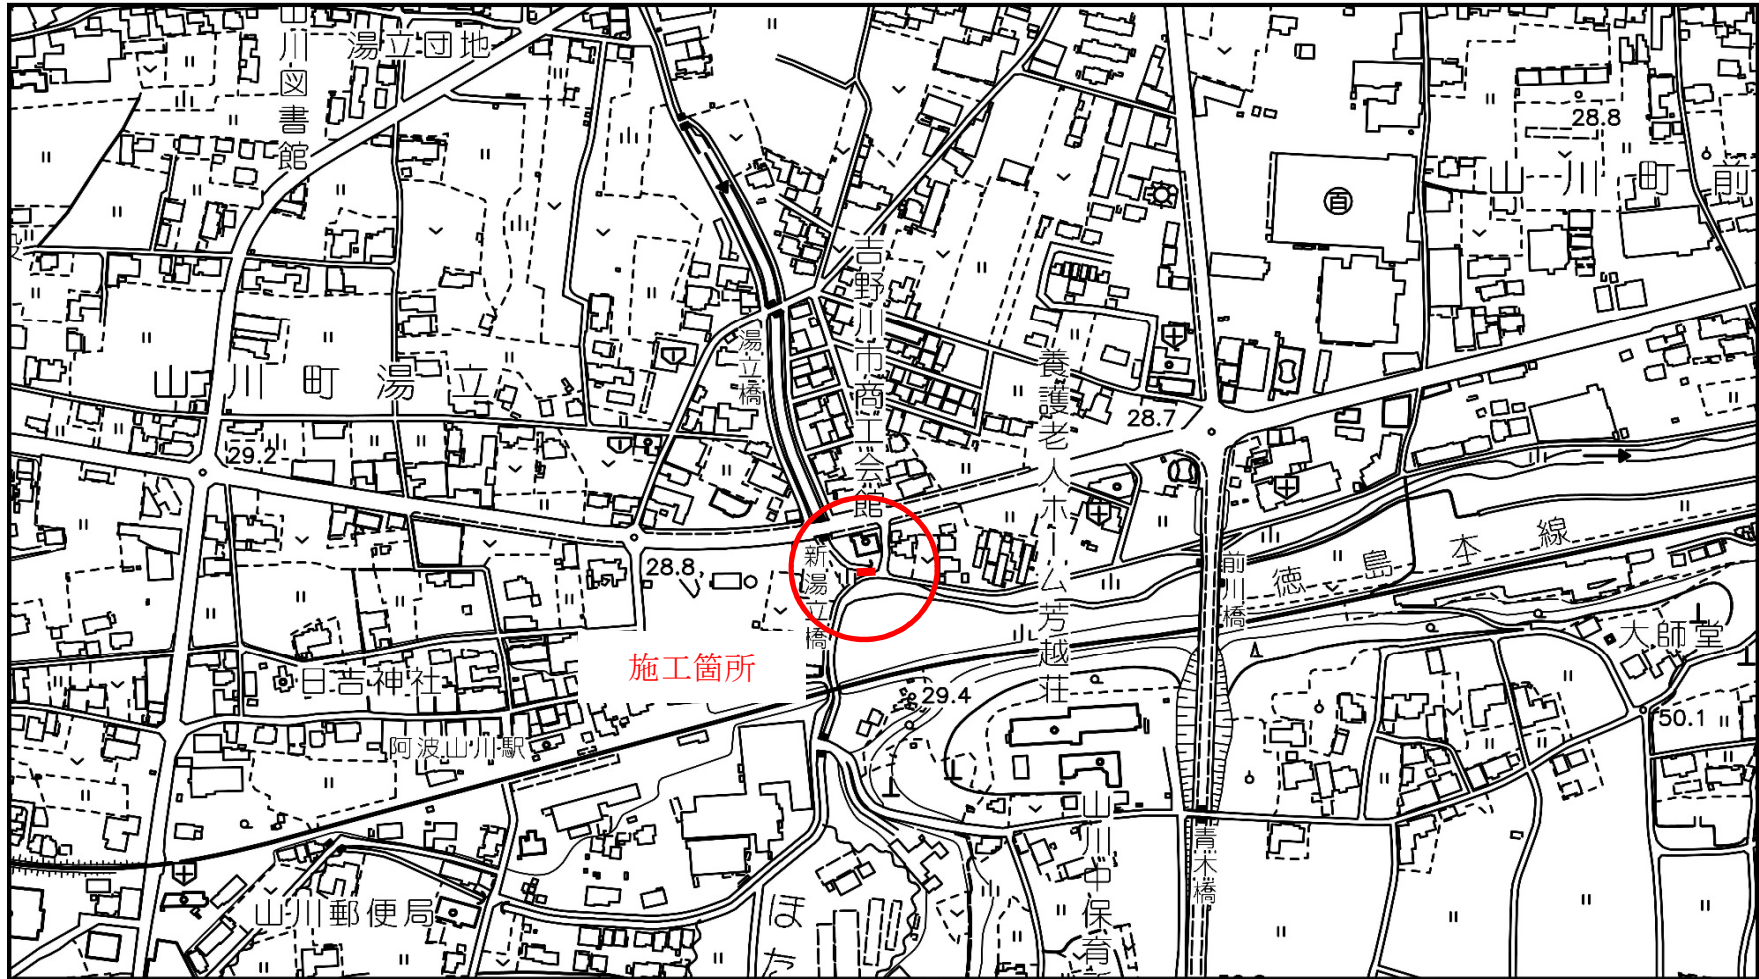 湯立団地
山川図書館
28.8
山川町前
吉野川市商工会館
湯立橋
養護老人ホーム芳越荘
山川町湯立
28.7
29.2
新湯立橋
28.8
前川橋
徳島本線
大師堂
施工箇所
日吉神社
29.4
50.1
阿波山川駅
山川中保育所
青木橋
山川郵便局
ほた